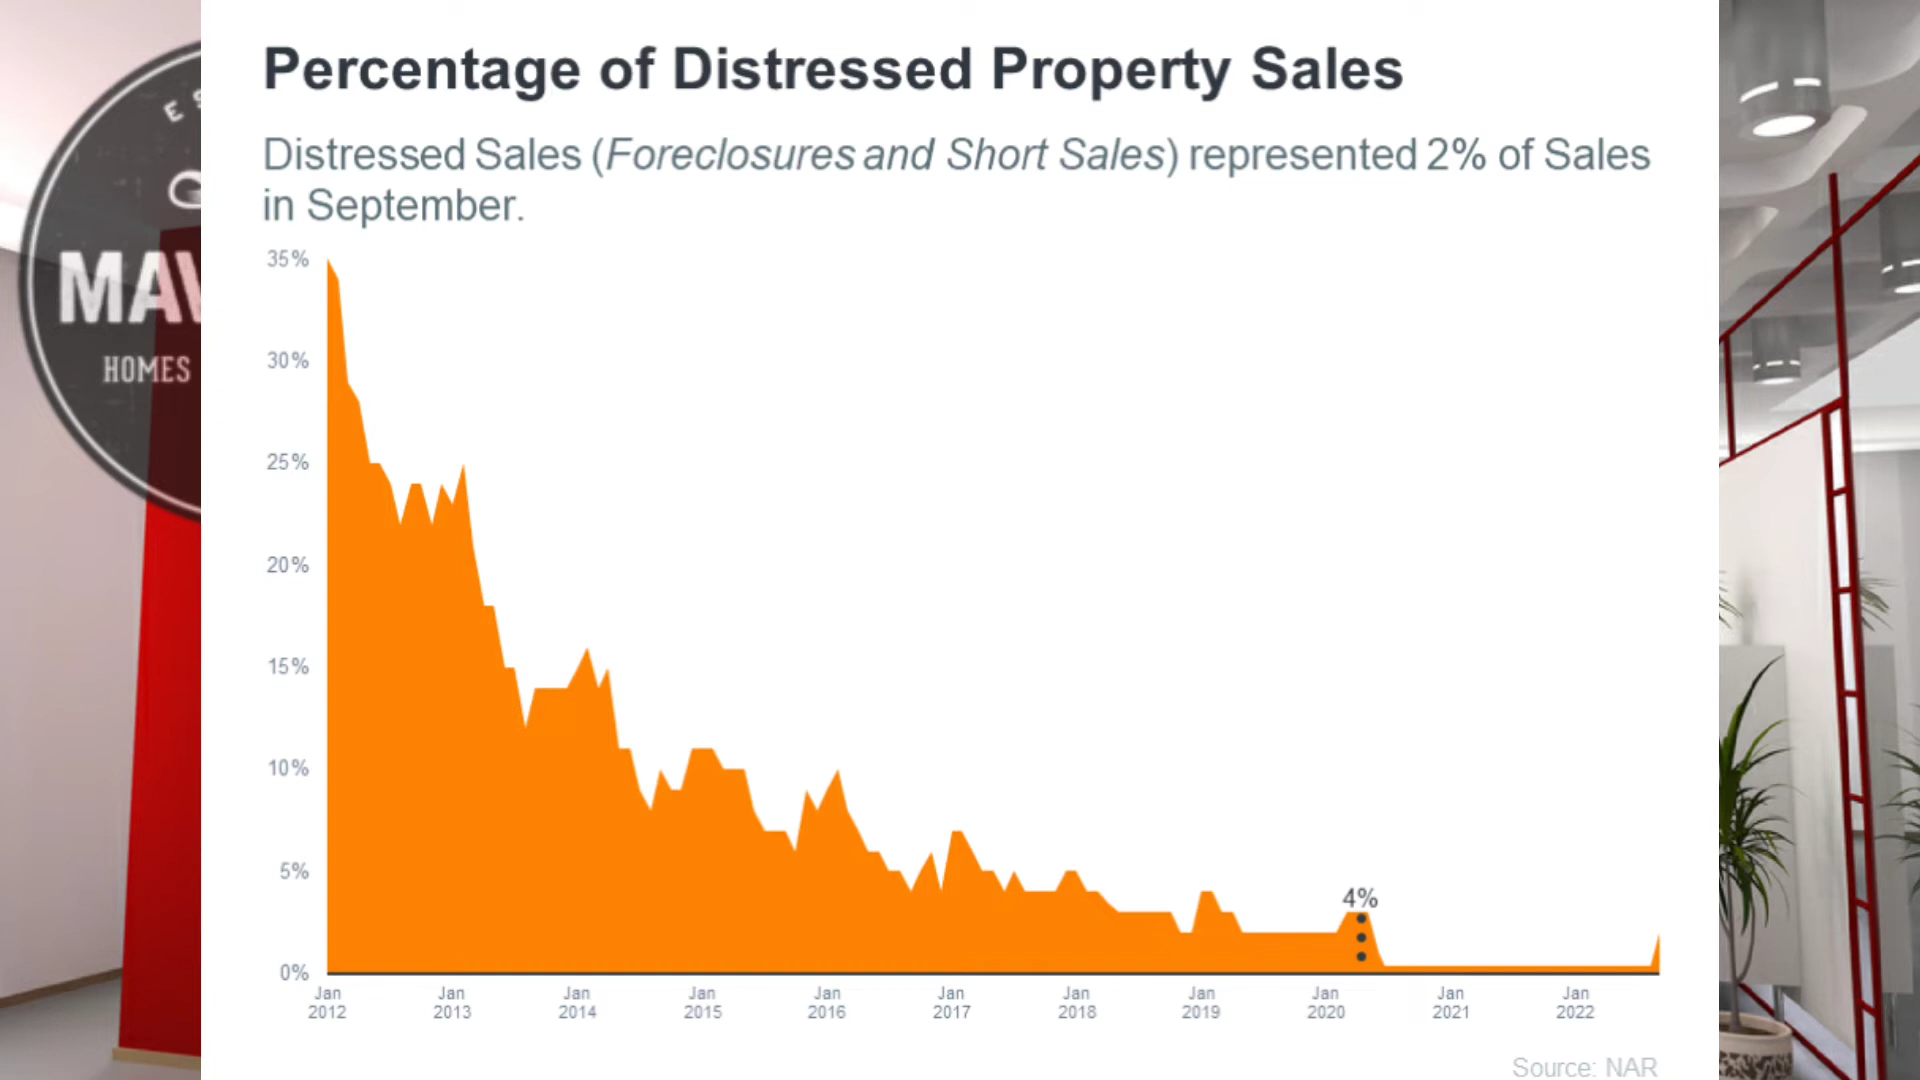 Percentage of Distressed Property Sales
Distressed Sales (Foreclosures and Short Sales) represented 2% of Sales
in September.
35%
30%
25%
20%
15%
10%
5%
0%
4%
Jan 2012
Jan 2013
Jan 2014
Jan 2015
Jan 2016
Jan 2017
Jan 2018
Jan 2019
Jan 2020
Jan 2021
Jan 2022
Source: NAR
HOMES